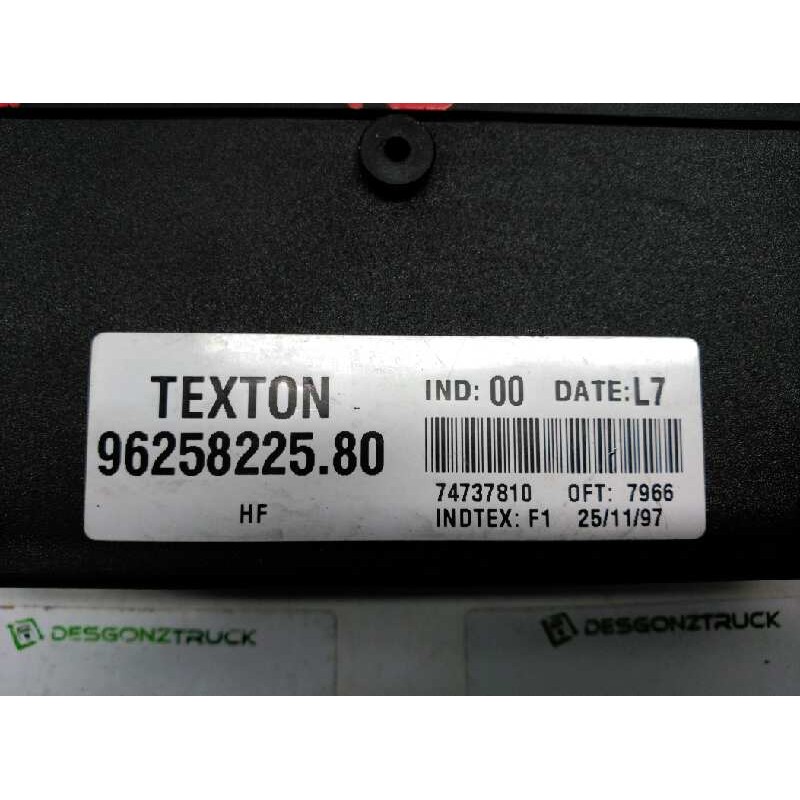 TEXTON
96258225.80
HF
IND: 00 DATE: L7
74737810 OFT: 7966
INDTEX: F1 25/11/97
DESGONZTRUCK
DESGONZTRUCK